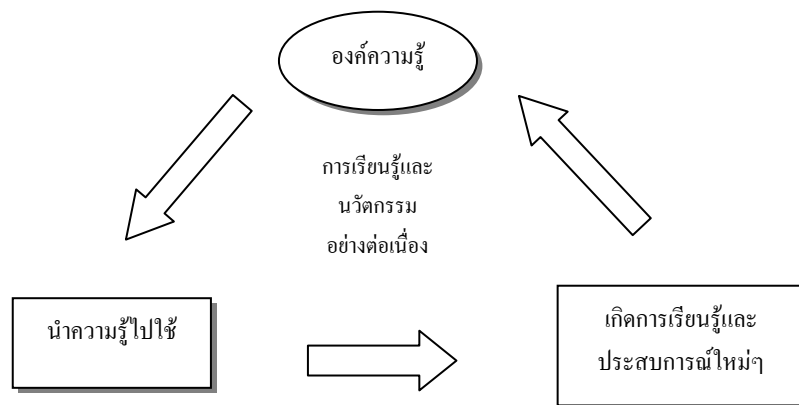 องค์ความรู้
การเรียนรู้และ
นวัตกรรม
อย่างต่อเนื่อง
นำความรู้ไปใช้
เกิดการเรียนรู้และ
ประสบการณ์ใหม่ๆ